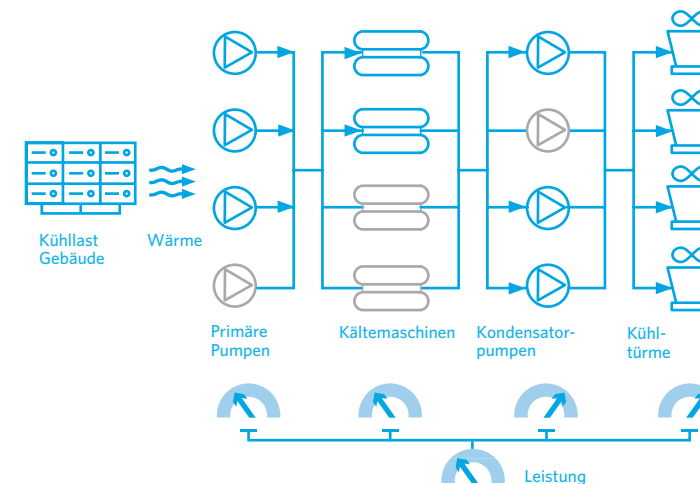 Kühllast
Gebäude
Wärme
Primäre
Pumpen
Kältemaschinen
Kondensator-
pumpen
Kühl-
türme
Leistung